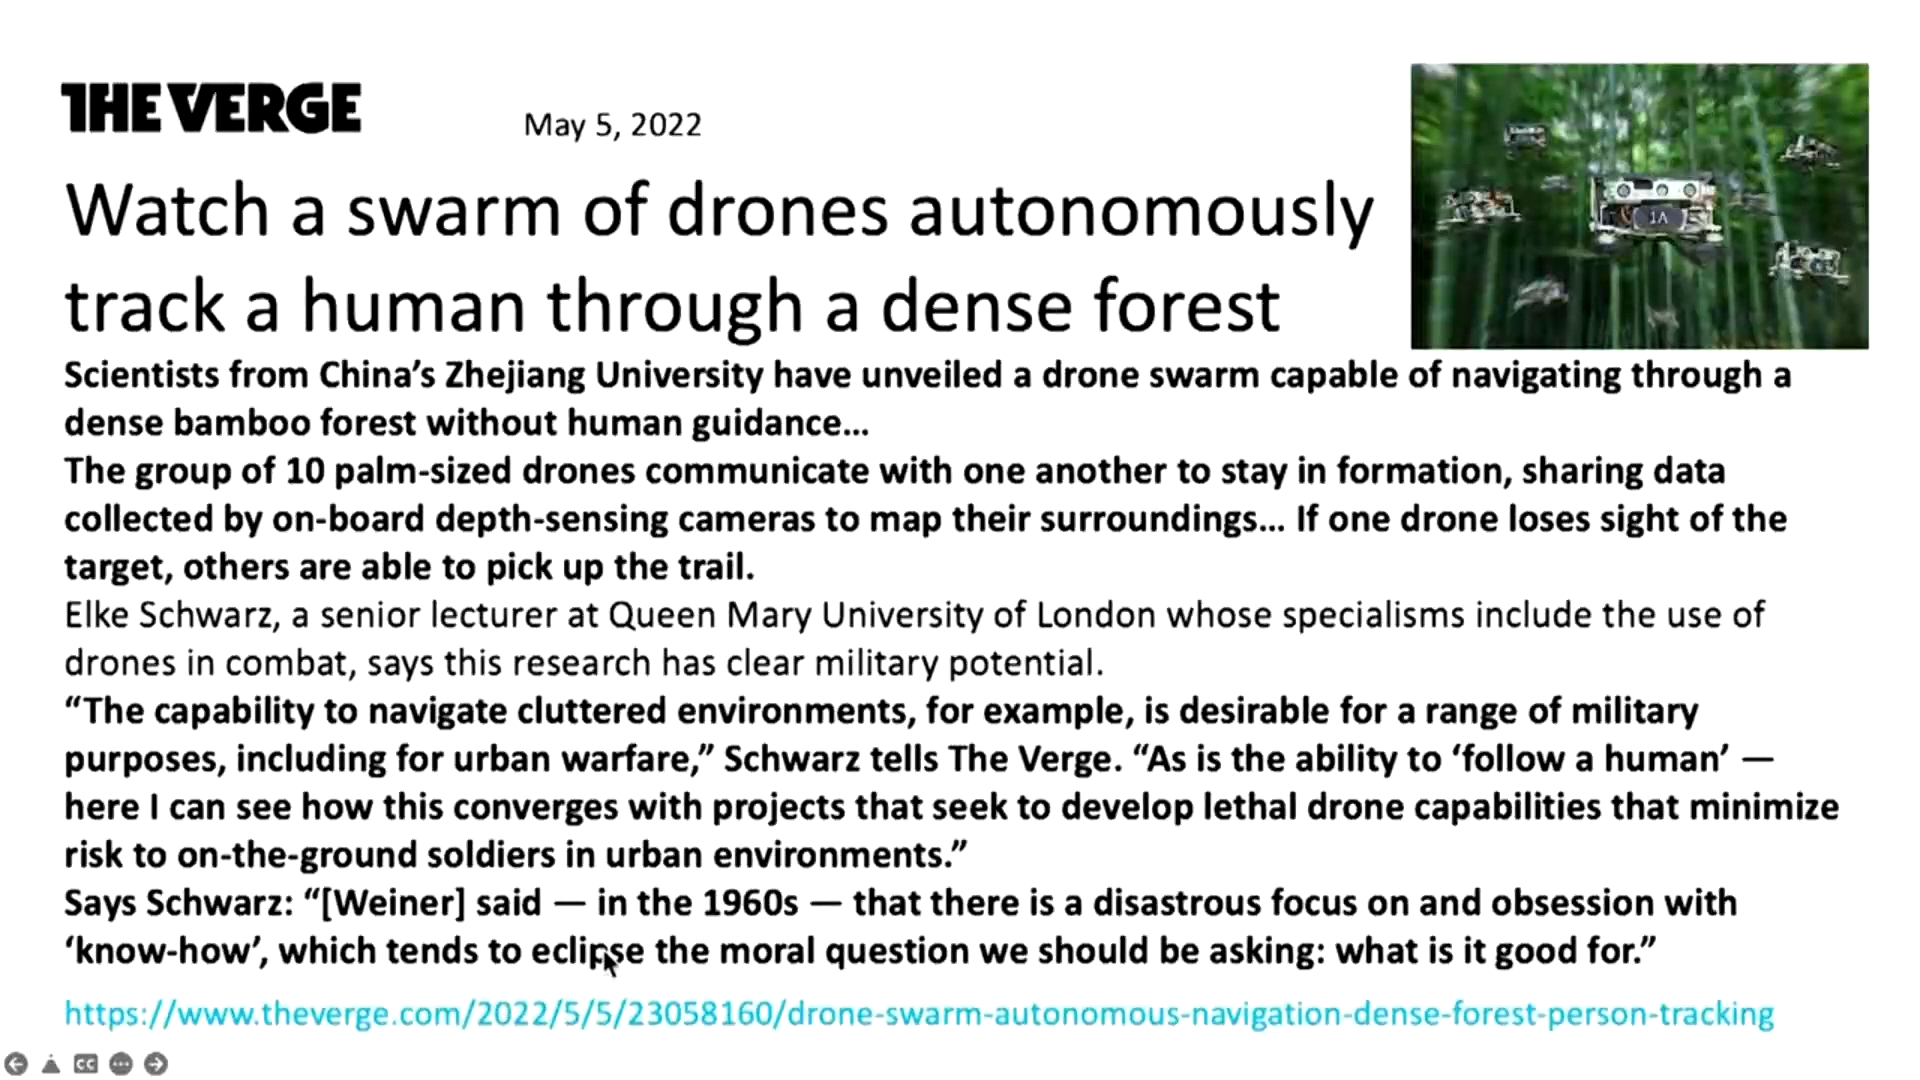 THE VERGE
May 5, 2022
Watch a swarm of drones autonomously
track a human through a dense forest
1A
Scientists from China’s Zhejiang University have unveiled a drone swarm capable of navigating through a
dense bamboo forest without human guidance...
The group of 10 palm-sized drones communicate with one another to stay in formation, sharing data
collected by on-board depth-sensing cameras to map their surroundings... If one drone loses sight of the
target, others are able to pick up the trail.
Elke Schwarz, a senior lecturer at Queen Mary University of London whose specialisms include the use of
drones in combat, says this research has clear military potential.
“The capability to navigate cluttered environments, for example, is desirable for a range of military
purposes, including for urban warfare,” Schwarz tells The Verge. “As is the ability to ‘follow a human’ —
here I can see how this converges with projects that seek to develop lethal drone capabilities that minimize
risk to on-the-ground soldiers in urban environments.”
Says Schwarz: “[Weiner] said — in the 1960s — that there is a disastrous focus on and obsession with
‘know-how’, which tends to eclipse the moral question we should be asking: what is it good for.”
https://www.theverge.com/2022/5/5/23058160/drone-swarm-autonomous-navigation-dense-forest-person-tracking
CC